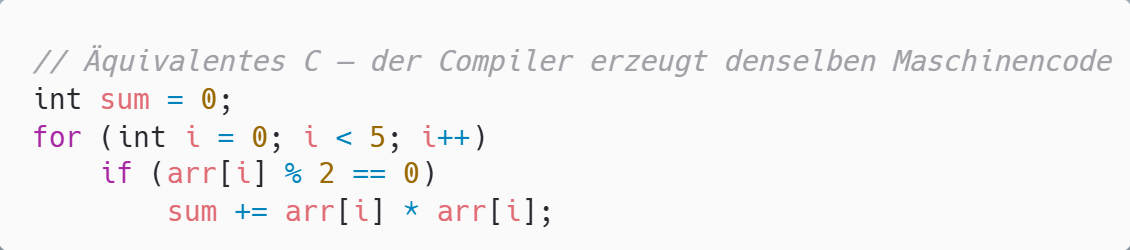 // Äquivalentes C – der Compiler erzeugt denselben Maschinencode
int sum = 0;
for (int i = 0; i < 5; i++)
    if (arr[i] % 2 == 0)
        sum += arr[i] * arr[i];